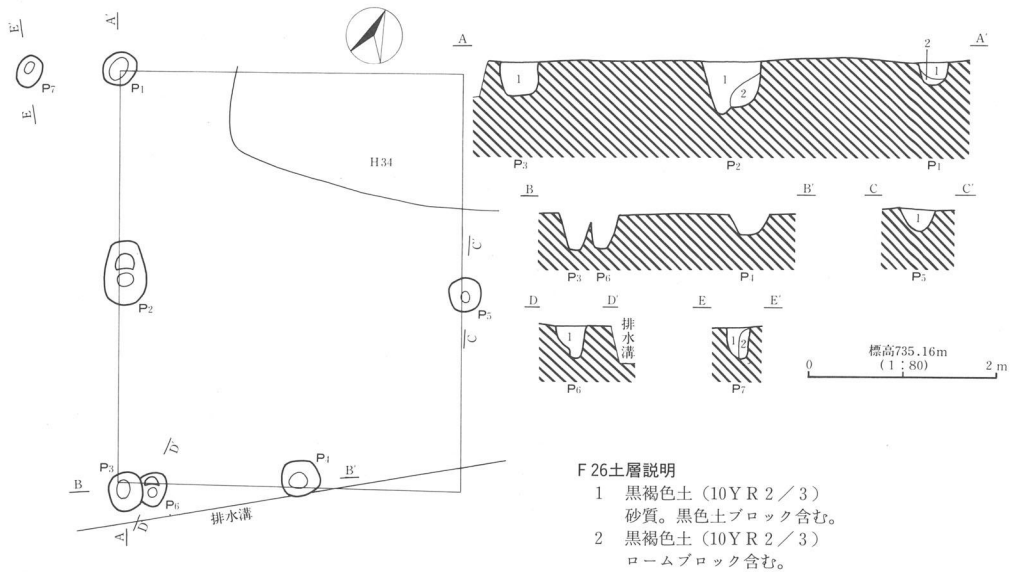 A'
E'
P7
E
P1
H34
P2
C'
P5
C
D'
P3
P4
B
B'
P6
D
A
排水溝
A
A'
1
1
2
2
1
P3
P2
P1
B
B'
C
C'
1
P3
P6
P4
P5
D
D'
E
E'
排水溝
1
1
2
P6
P7
標高735.16m
(1:80)
0
2m
F26土層説明
1 黒褐色土(10YR2/3)
砂質。黒色土ブロック含む。
2 黒褐色土(10YR2/3)
ロームブロック含む。